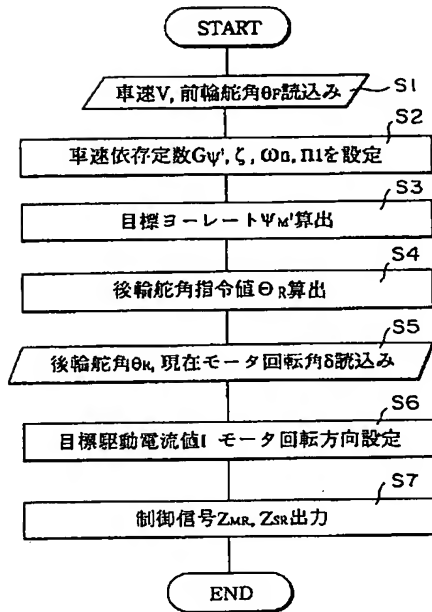 START
車速V, 前輪舵角θF読込み
S1
車速依存定数Gψ', ζ, ωn, n1を設定
S2
目標ヨーレートψM'算出
S3
後輪舵角指令値ΘR算出
S4
後輪舵角θR, 現在モータ回転角δ読込み
S5
目標駆動電流値I モータ回転方向設定
S6
制御信号ZMR, ZSR出力
S7
END